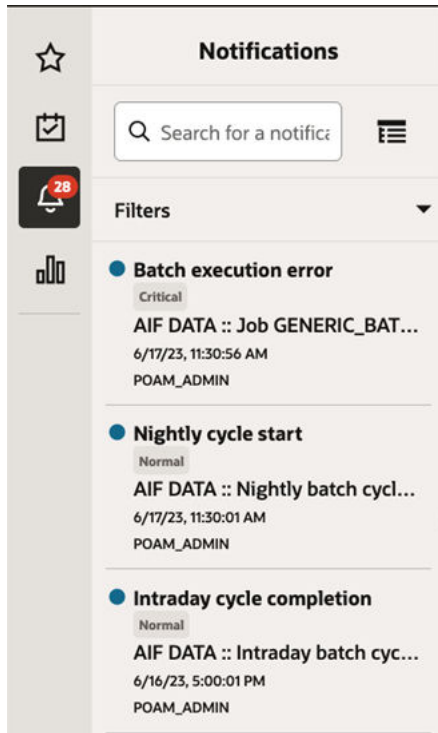 Notifications
Search for a notifica
28
Filters
Batch execution error
Critical
AIF DATA :: Job GENERIC_BAT...
6/17/23, 11:30:56 AM
POAM_ADMIN
Nightly cycle start
Normal
AIF DATA :: Nightly batch cycl...
6/17/23, 11:30:01 AM
POAM_ADMIN
Intraday cycle completion
Normal
AIF DATA :: Intraday batch cyc...
6/16/23, 5:00:01 PM
POAM_ADMIN